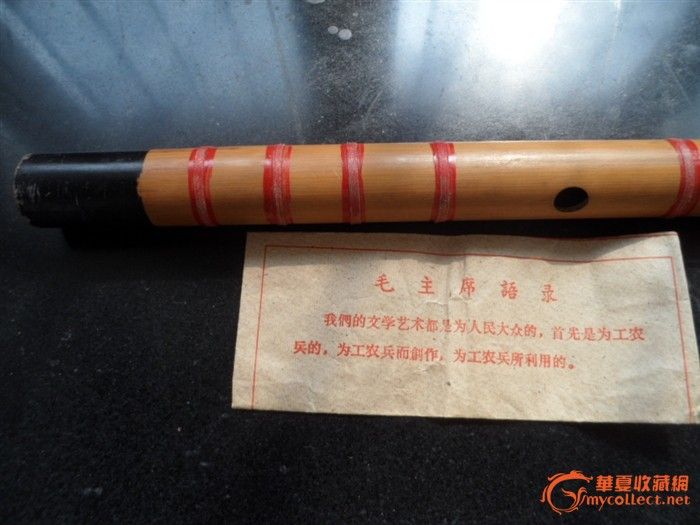 毛主席語录
我們的文学艺术都是为人民大众的，首先是为工农
兵的，为工农兵而創作，为工农兵所利用的。
華夏收藏網
mycollect.net